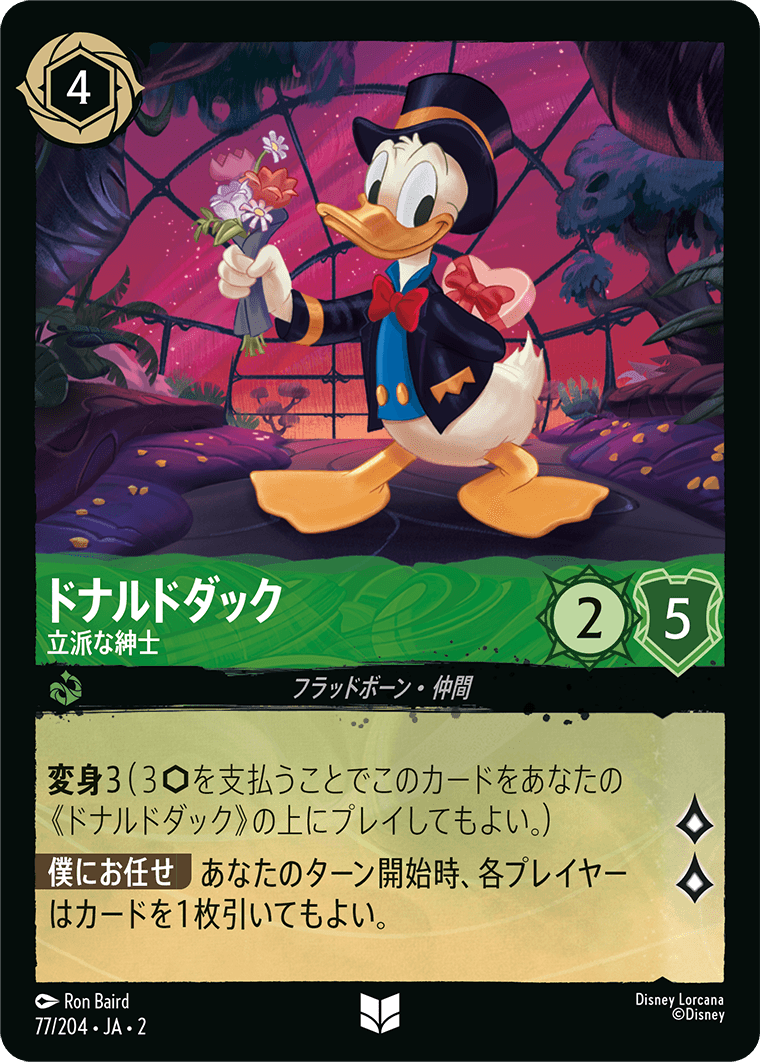 4
ドナルドダック
立派な紳士
2
5
フラッドボーン・仲間
変身3(3⬡を支払うことでこのカードをあなたの
《ドナルドダック》の上にプレイしてもよい。)
僕にお任せ あなたのターン開始時、各プレイヤー
はカードを1枚引いてもよい。
Ron Baird
77/204・JA・2
Disney Lorcana
©Disney